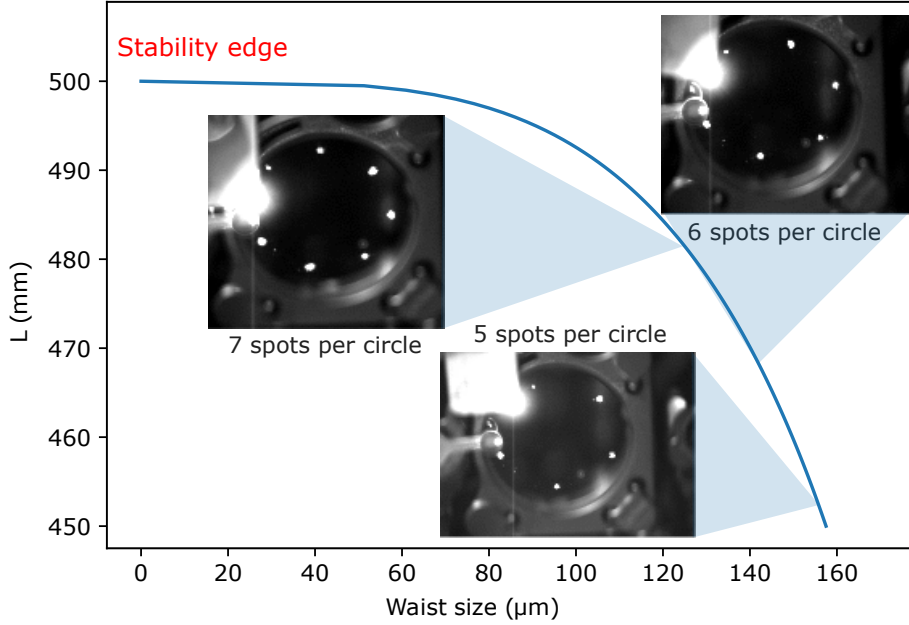 Stability edge
500
490
480
470
460
450
L (mm)
7 spots per circle
6 spots per circle
5 spots per circle
0
20
40
60
80
100
120
140
160
Waist size (µm)